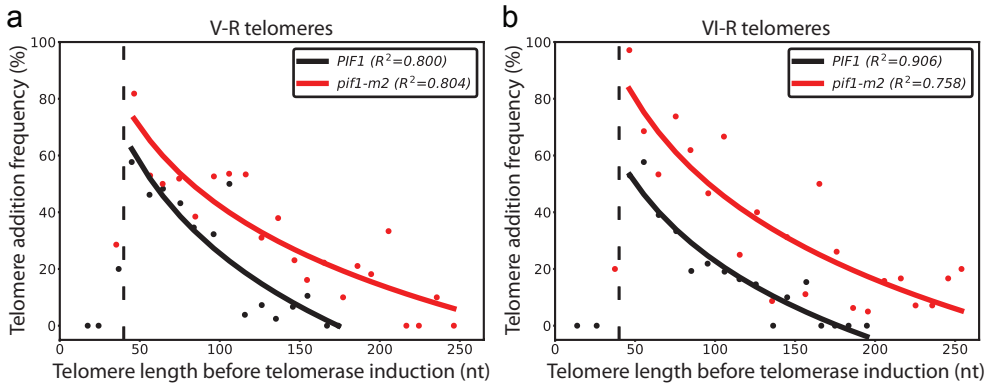 a
V-R telomeres
Telomere addition frequency (%)
100
80
60
40
20
0
PIF1 (R²=0.800)
pif1-m2 (R²=0.804)
0 50 100 150 200 250
Telomere length before telomerase induction (nt)
b
VI-R telomeres
Telomere addition frequency (%)
100
80
60
40
20
0
PIF1 (R²=0.906)
pif1-m2 (R²=0.758)
0 50 100 150 200 250
Telomere length before telomerase induction (nt)